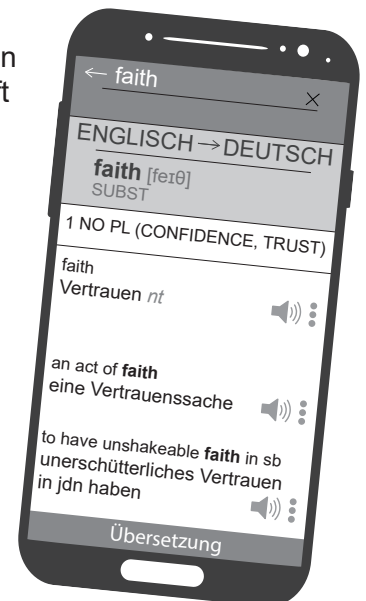 n
ft
← faith
ENGLISCH → DEUTSCH
faith [feɪθ]
SUBST
1 NO PL (CONFIDENCE, TRUST)
faith
Vertrauen nt
an act of faith
eine Vertrauenssache
to have unshakeable faith in sb
unerschütterliches Vertrauen
in jdn haben
Übersetzung